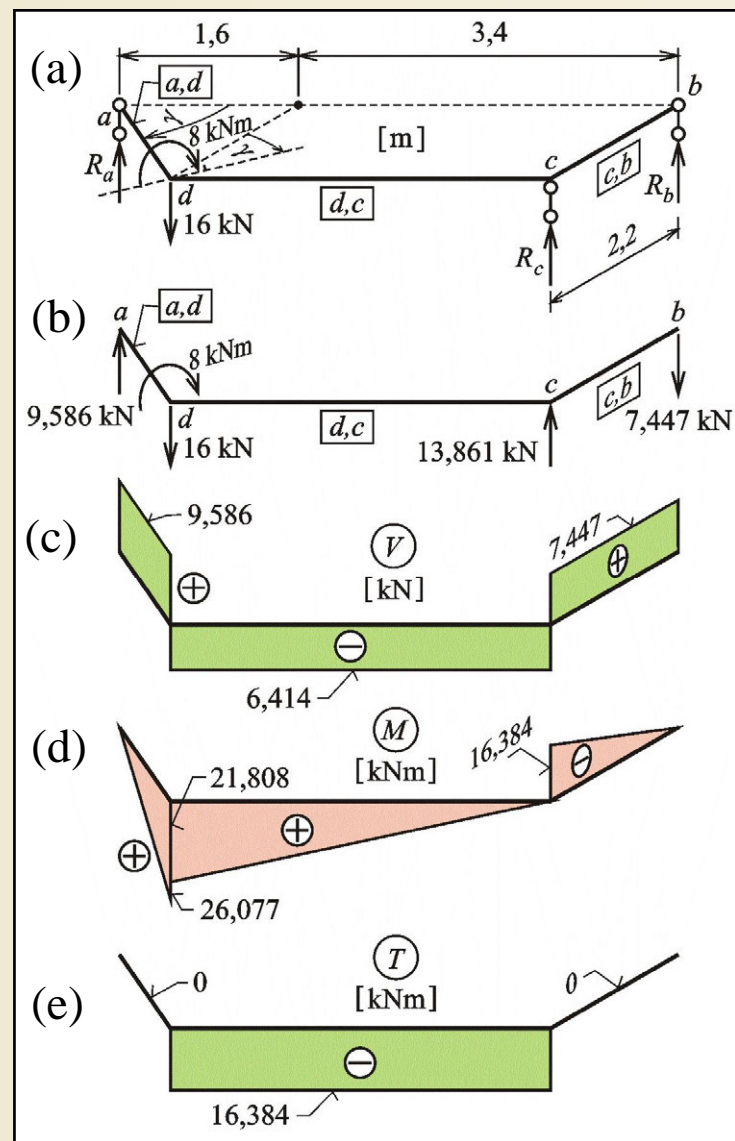 1,6 3,4
(a)
a,d
a
γ
8 kNm
γ
[m]
b
R_a
d
16 kN
d,c
c
c,b
R_b
R_c
2,2
(b)
a
a,d
8 kNm
9,586 kN
d
16 kN
d,c
c
13,861 kN
c,b
b
7,447 kN
(c)
9,586
+
V
[kN]
−
6,414
7,447
+
(d)
M
[kNm]
21,808
+
+
26,077
16,384
−
(e)
T
[kNm]
0
0
−
16,384